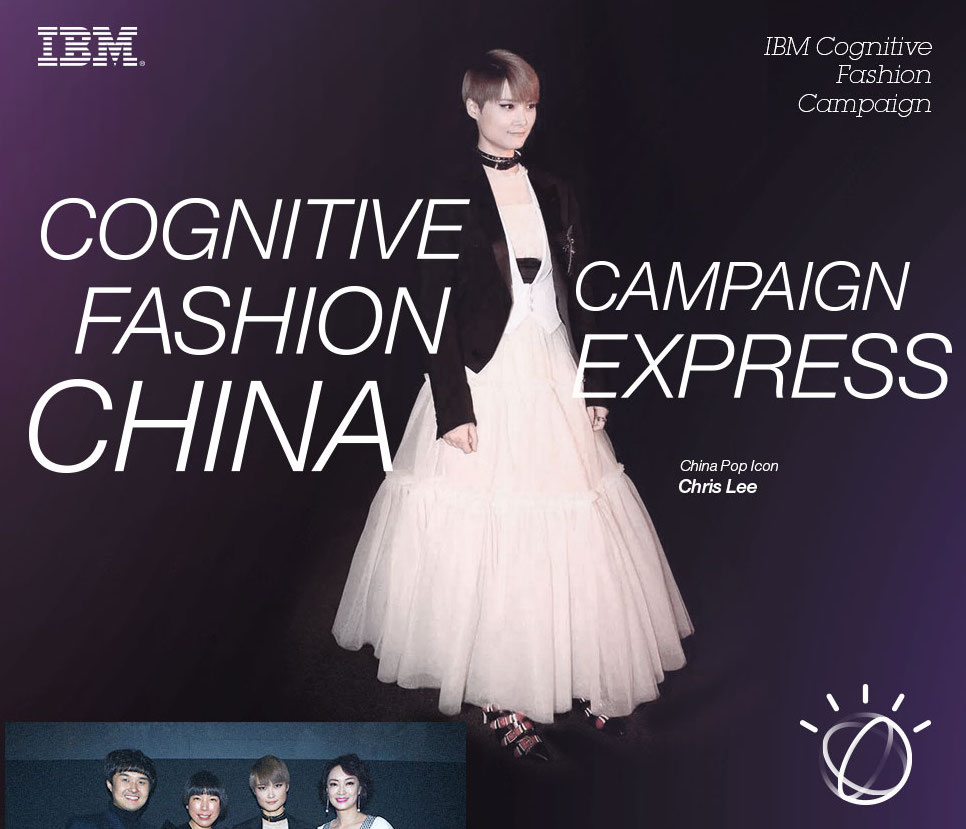 IBM
IBM Cognitive
Fashion
Campaign
COGNITIVE
FASHION
CHINA
CAMPAIGN
EXPRESS
China Pop Icon
Chris Lee